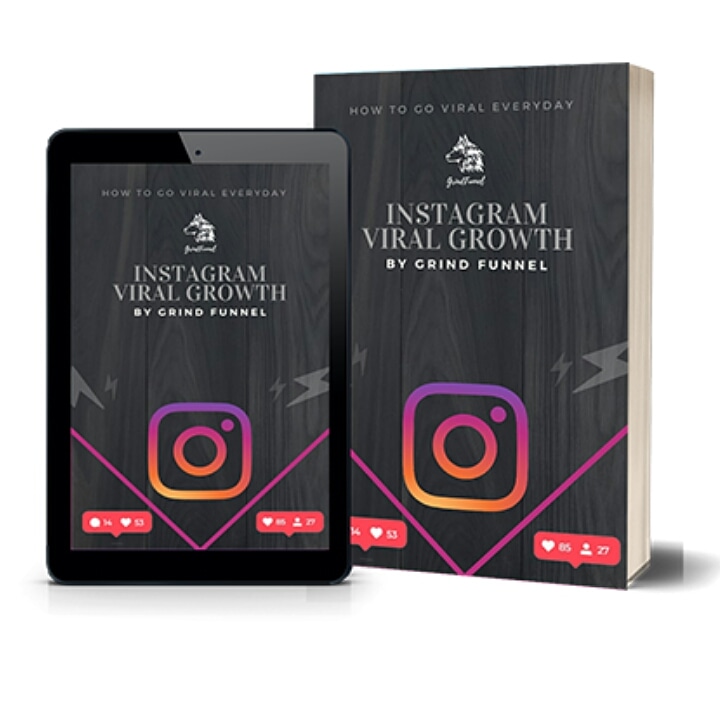 HOW TO GO VIRAL EVERYDAY
GrindFunnel
INSTAGRAM
VIRAL GROWTH
BY GRIND FUNNEL
14 53
85 27
HOW TO GO VIRAL EVERYDAY
GrindFunnel
INSTAGRAM
VIRAL GROWTH
BY GRIND FUNNEL
14 53
85 27